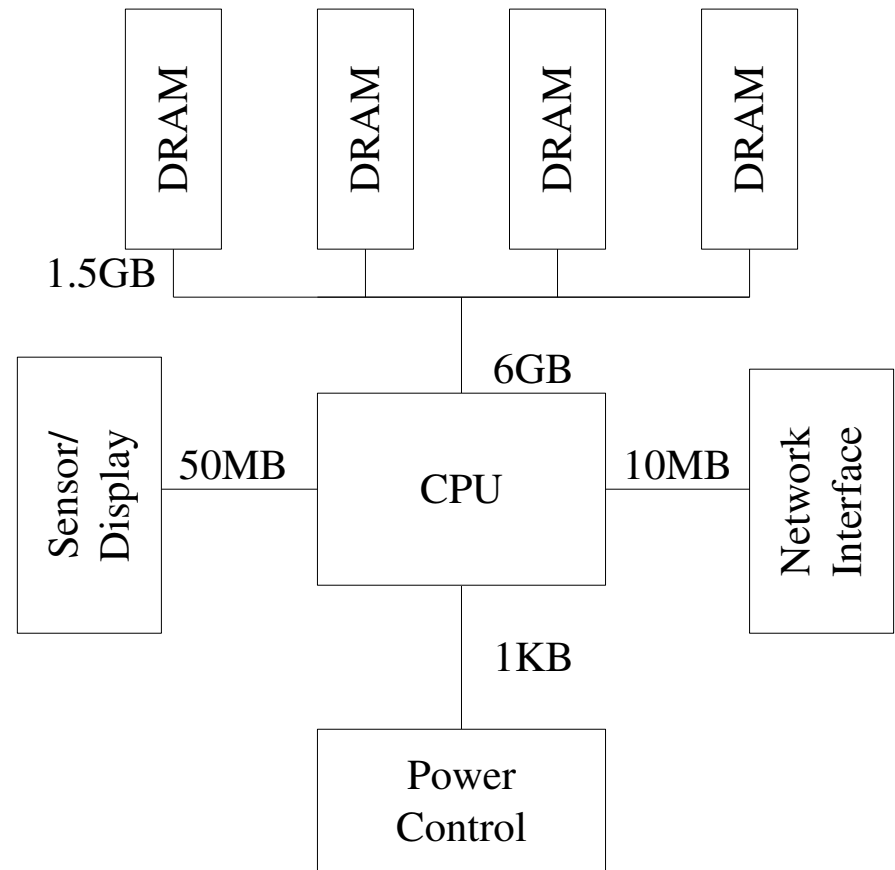 DRAM
DRAM
DRAM
DRAM
1.5GB
6GB
Sensor/
Display
50MB
CPU
10MB
Network
Interface
1KB
Power
Control